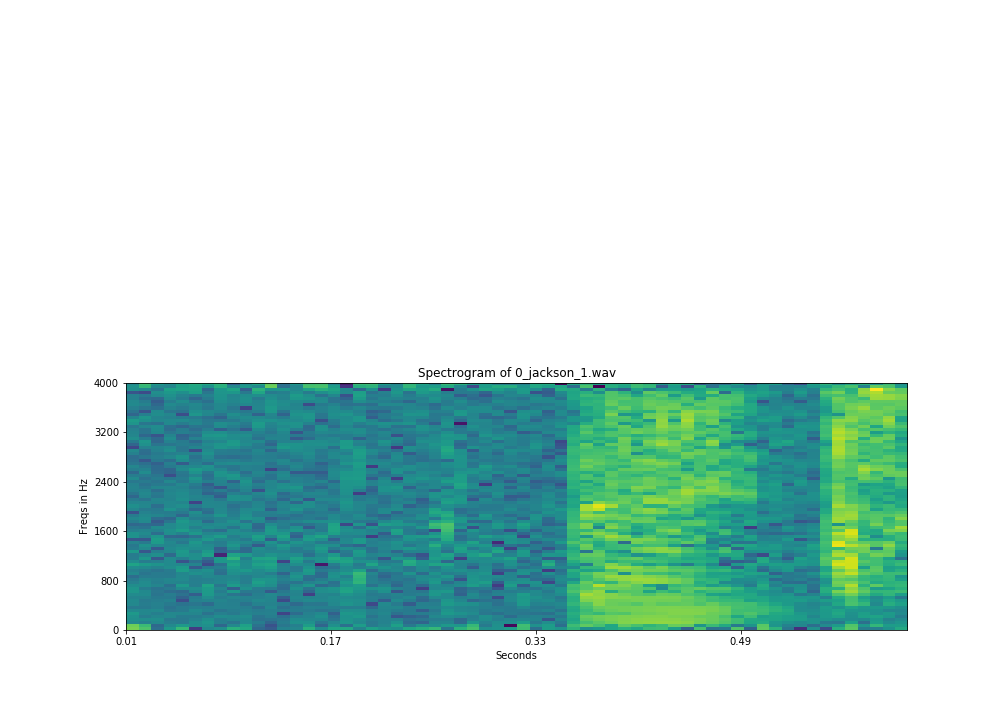 Spectrogram of 0_jackson_1.wav
4000
3200
2400
1600
800
0
Freqs in Hz
0.01 0.17 0.33 0.49
Seconds